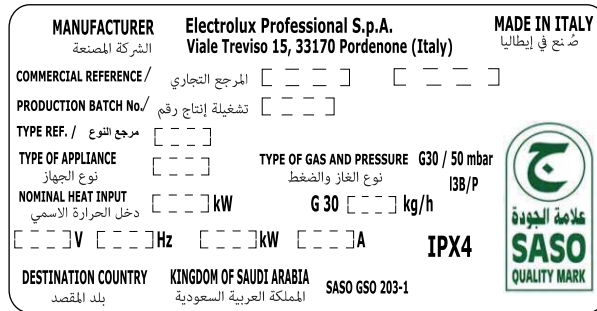 MANUFACTURER Electrolux Professional S.p.A. MADE IN ITALY
الشركة المصنعة Viale Treviso 15, 33170 Pordenone (Italy) صُنع في إيطاليا
COMMERCIAL REFERENCE / المرجع التجاري
PRODUCTION BATCH No./ تشغيلة إنتاج رقم
TYPE REF. / مرجع النوع
TYPE OF APPLIANCE TYPE OF GAS AND PRESSURE G30 / 50 mbar
نوع الجهاز نوع الغاز والضغط I3B/P
NOMINAL HEAT INPUT kW G 30 kg/h
دخل الحرارة الاسمي
V Hz kW A IPX4
ج
علامة الجودة
SASO
QUALITY MARK
DESTINATION COUNTRY KINGDOM OF SAUDI ARABIA SASO GSO 203-1
بلد المقصد المملكة العربية السعودية